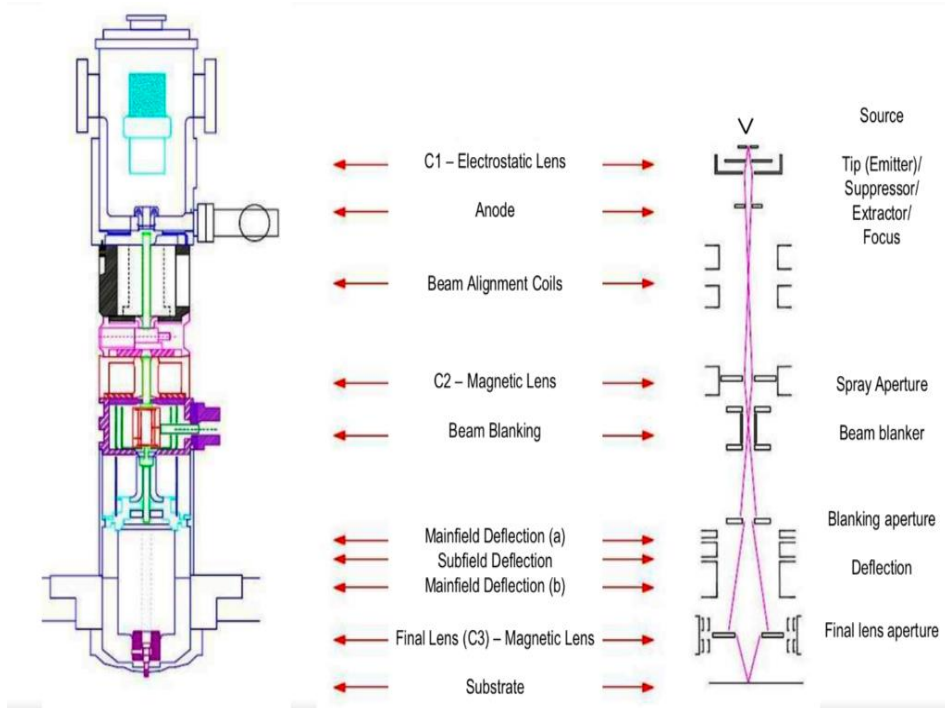 Source
C1 – Electrostatic Lens
Tip (Emitter)/
Suppressor/
Extractor/
Focus
Anode
Beam Alignment Coils
C2 – Magnetic Lens
Spray Aperture
Beam Blanking
Beam blanker
Blanking aperture
Mainfield Deflection (a)
Subfield Deflection
Deflection
Mainfield Deflection (b)
Final Lens (C3) – Magnetic Lens
Final lens aperture
Substrate